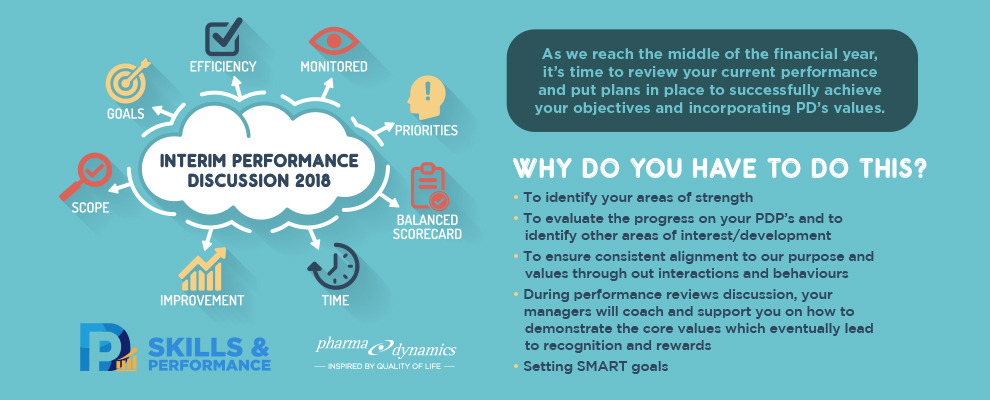 EFFICIENCY
MONITORED
GOALS
PRIORITIES
INTERIM PERFORMANCE
DISCUSSION 2018
SCOPE
BALANCED
SCORECARD
IMPROVEMENT
TIME
PD SKILLS &
PERFORMANCE
pharma dynamics
INSPIRED BY QUALITY OF LIFE
As we reach the middle of the financial year,
it's time to review your current performance
and put plans in place to successfully achieve
your objectives and incorporating PD's values.
WHY DO YOU HAVE TO DO THIS?
• To identify your areas of strength
• To evaluate the progress on your PDP's and to
identify other areas of interest/development
• To ensure consistent alignment to our purpose and
values through out interactions and behaviours
• During performance reviews discussion, your
managers will coach and support you on how to
demonstrate the core values which eventually lead
to recognition and rewards
• Setting SMART goals